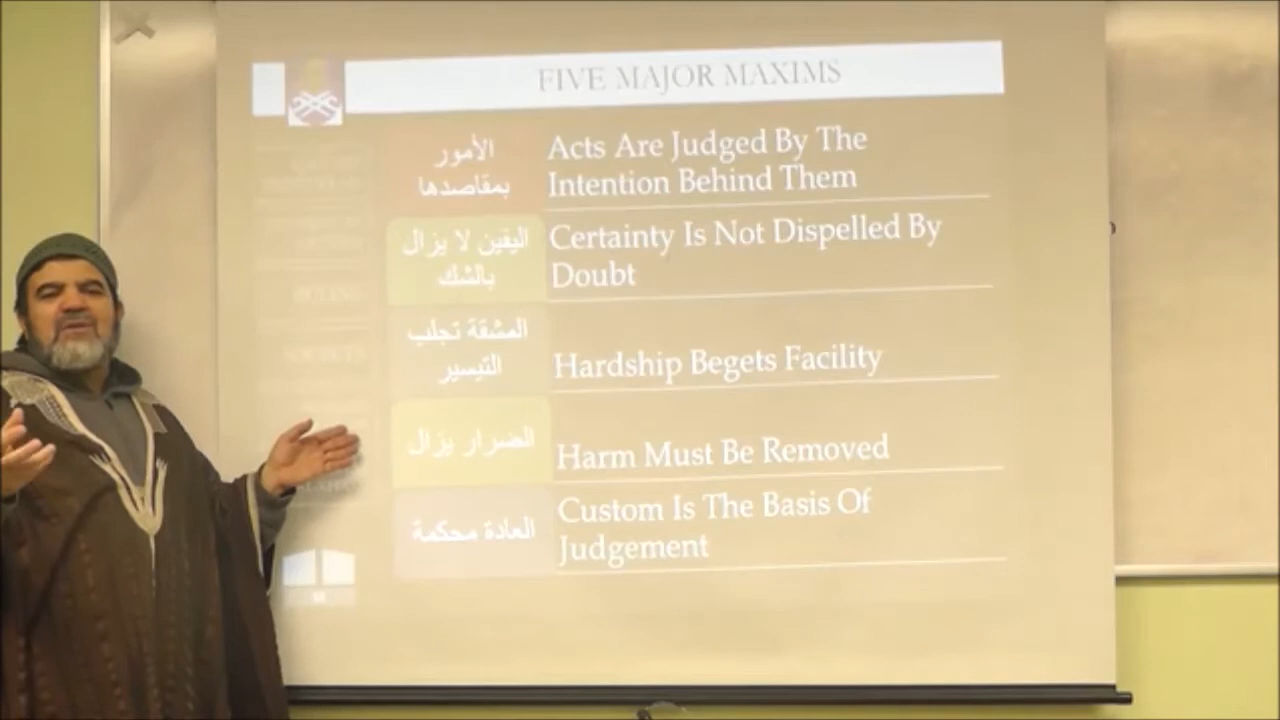 FIVE MAJOR MAXIMS
الأمور
بمقاصدها
Acts Are Judged By The
Intention Behind Them
اليقين لا يزال
بالشك
Certainty Is Not Dispelled By
Doubt
المشقة تجلب
التيسير
Hardship Begets Facility
الضرار يزال
Harm Must Be Removed
العادة محكمة
Custom Is The Basis Of
Judgement